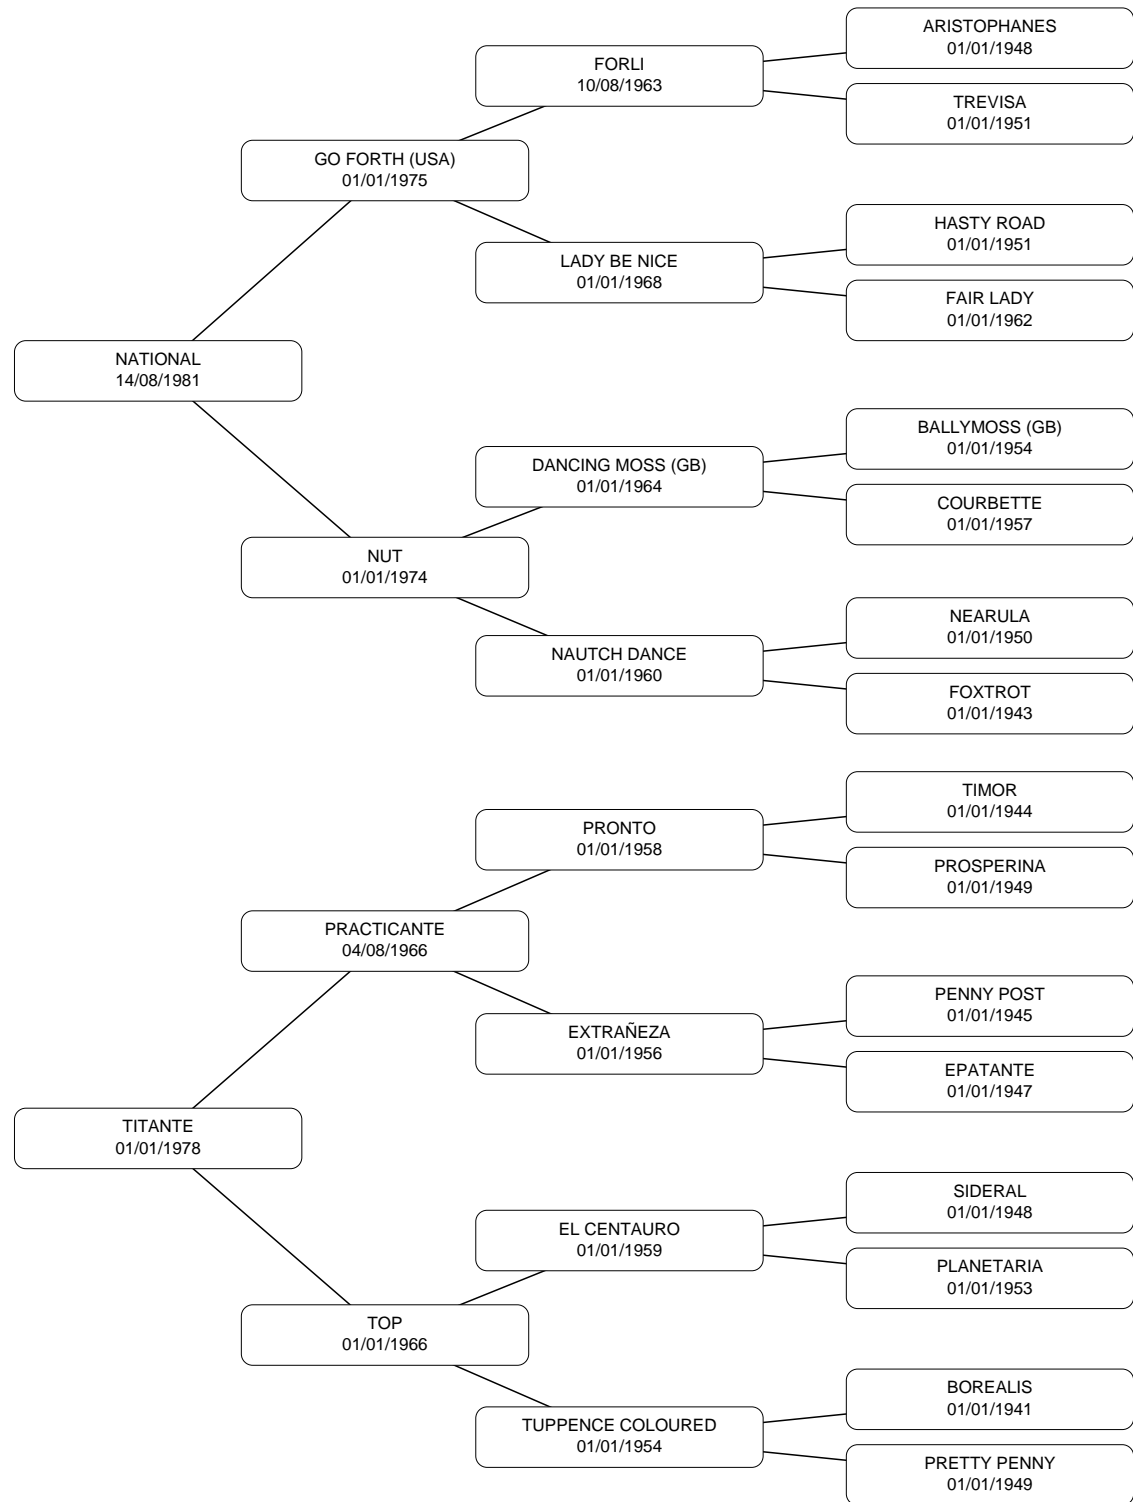 ARISTOPHANES
01/01/1948
FORLI
10/08/1963
TREVISA
01/01/1951
GO FORTH (USA)
01/01/1975
HASTY ROAD
01/01/1951
LADY BE NICE
01/01/1968
FAIR LADY
01/01/1962
NATIONAL
14/08/1981
BALLYMOSS (GB)
01/01/1954
DANCING MOSS (GB)
01/01/1964
COURBETTE
01/01/1957
NUT
01/01/1974
NEARULA
01/01/1950
NAUTCH DANCE
01/01/1960
FOXTROT
01/01/1943
TIMOR
01/01/1944
PRONTO
01/01/1958
PROSPERINA
01/01/1949
PRACTICANTE
04/08/1966
PENNY POST
01/01/1945
EXTRAÑEZA
01/01/1956
EPATANTE
01/01/1947
TITANTE
01/01/1978
SIDERAL
01/01/1948
EL CENTAURO
01/01/1959
PLANETARIA
01/01/1953
TOP
01/01/1966
BOREALIS
01/01/1941
TUPPENCE COLOURED
01/01/1954
PRETTY PENNY
01/01/1949